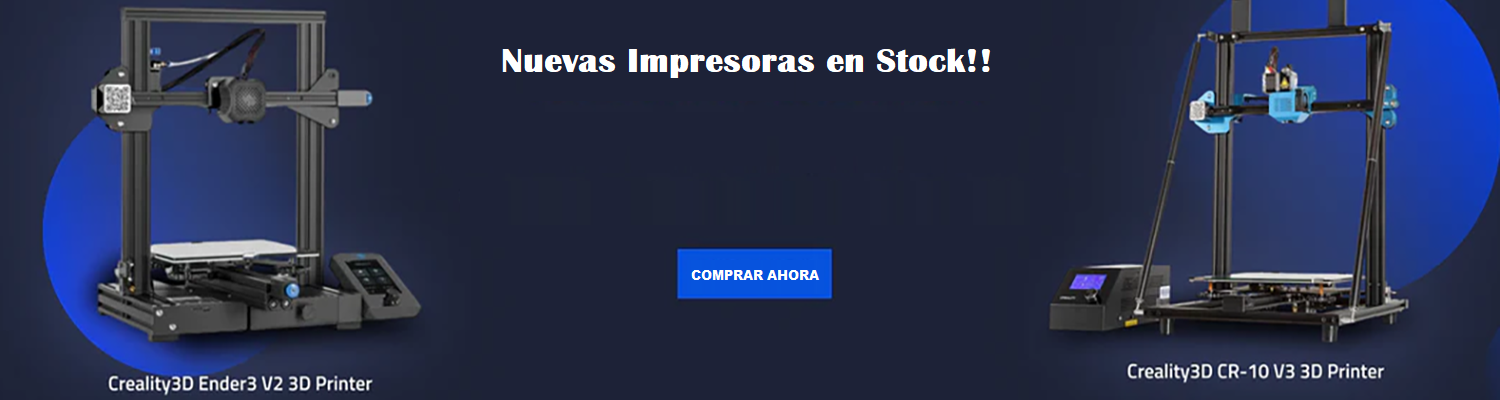 Nuevas Impresoras en Stock!!
COMPRAR AHORA
Creality3D Ender3 V2 3D Printer
Creality3D CR-10 V3 3D Printer